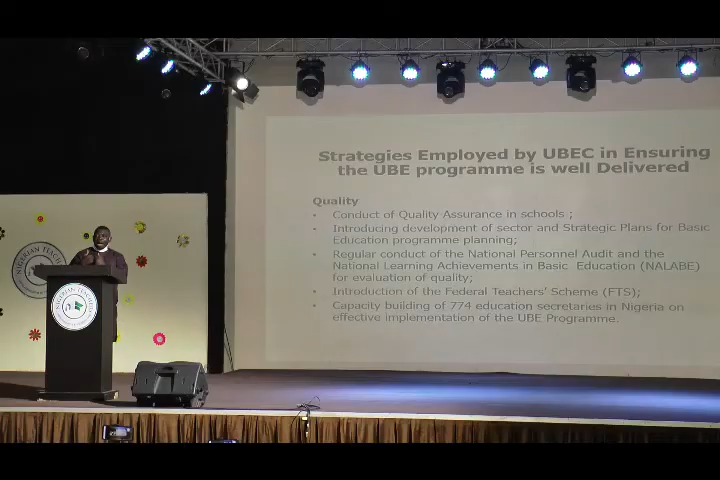 Strategies Employed by UBEC in Ensuring
the UBE programme is well Delivered
Quality
• Conduct of Quality Assurance in schools ;
• Introducing development of sector and Strategic Plans for Basic
Education programme planning;
• Regular conduct of the National Personnel Audit and the
National Learning Achievements in Basic Education (NALABE)
for evaluation of quality;
• Introduction of the Federal Teachers' Scheme (FTS);
• Capacity building of 774 education secretaries in Nigeria on
effective implementation of the UBE Programme.
NIGERIAN TEACH
NIGERIAN